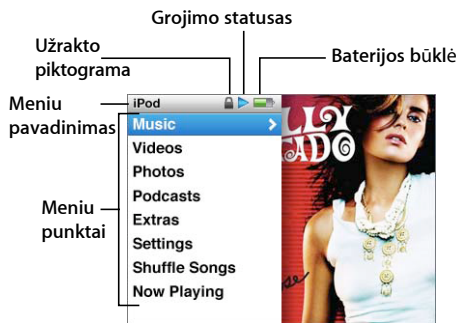 Grojimo statusas
Užrakto
piktograma
Baterijos būklė
Meniu
pavadinimas
iPod
Music
Videos
Photos
Podcasts
Extras
Settings
Shuffle Songs
Now Playing
Meniu
punktai